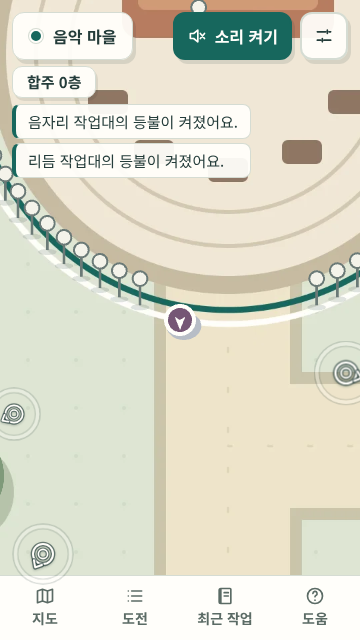 음악 마을
소리 켜기
합주 0층
음자리 작업대의 등불이 켜졌어요.
리듬 작업대의 등불이 켜졌어요.
지도
도전
최근 작업
도움